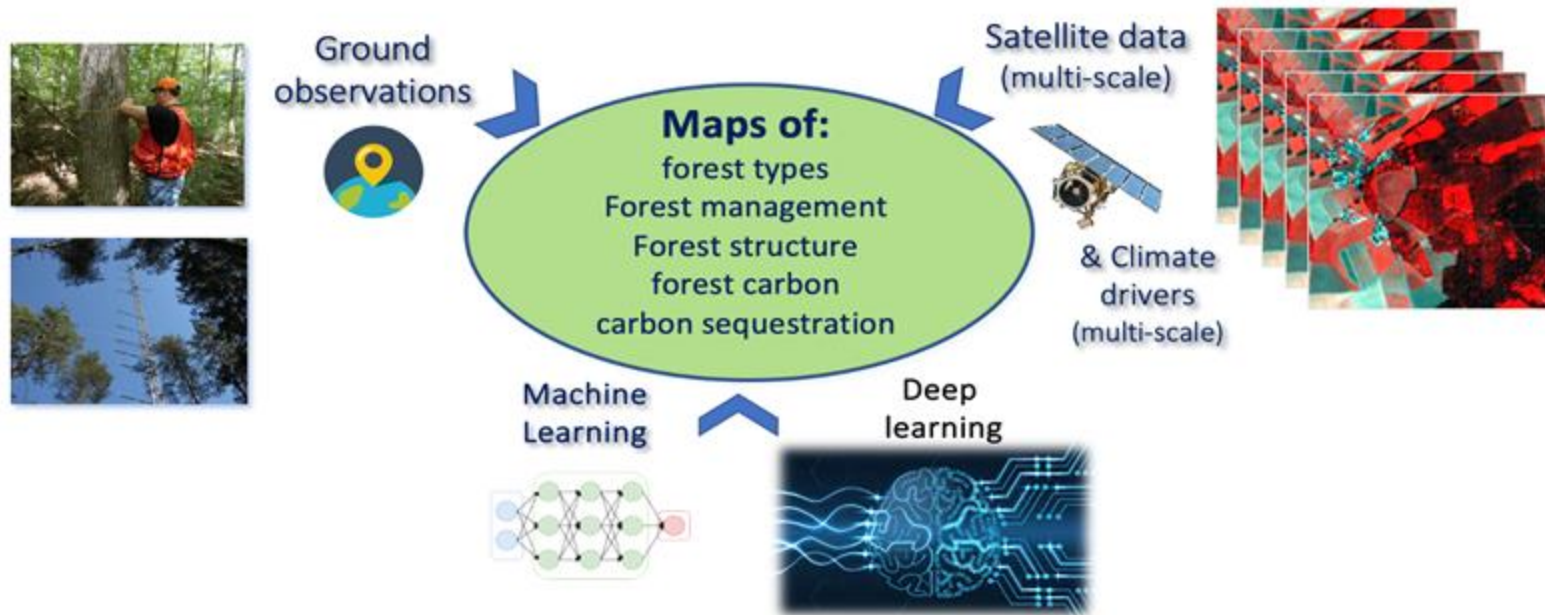 Ground
observations
Satellite data
(multi-scale)
Maps of:
forest types
Forest management
Forest structure
forest carbon
carbon sequestration
& Climate
drivers
(multi-scale)
Machine
Learning
Deep
learning